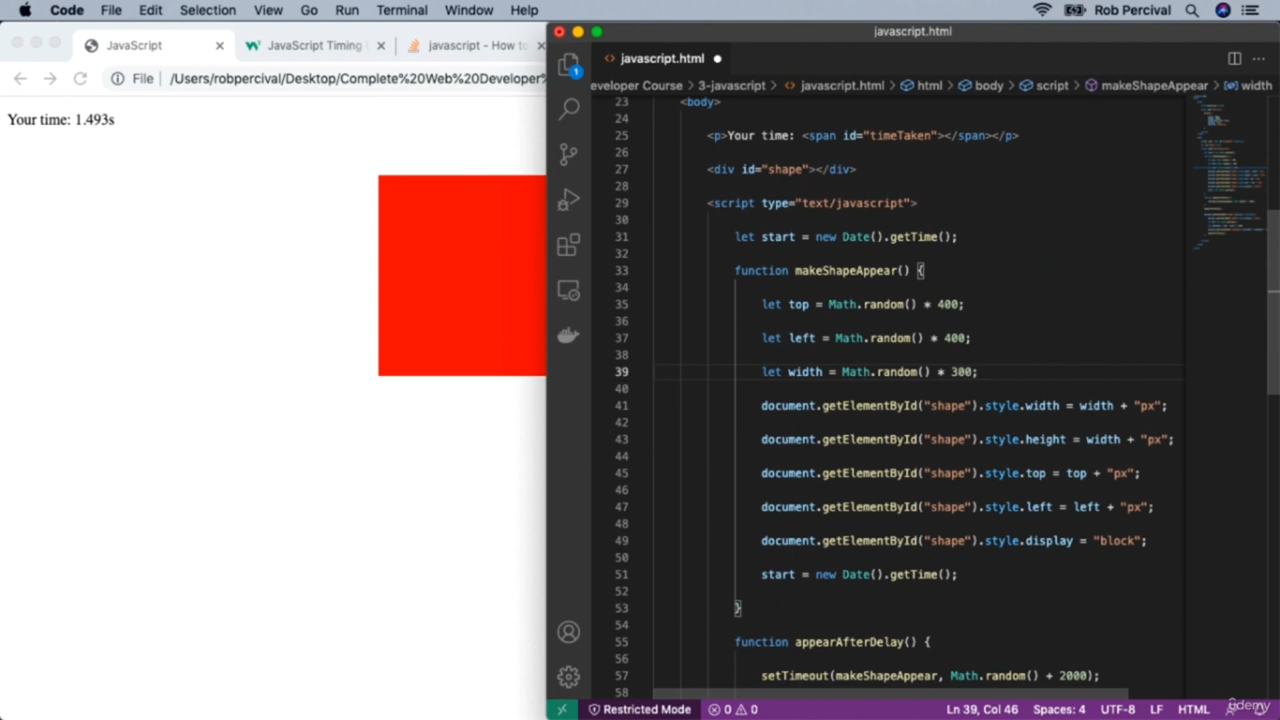 Code File Edit Selection View Go Run Terminal Window Help Rob Percival
JavaScript
JavaScript Timing
javascript - How to
File /Users/robpercival/Desktop/Complete%20Web%20Developer%
Your time: 1.493s
javascript.html
javascript.html
eveloper Course > 3-javascript > javascript.html > html > body > script > makeShapeAppear > width
1
23 <body>
24
25 <p>Your time: <span id="timeTaken"></span></p>
26
27 <div id="shape"></div>
28
29 <script type="text/javascript">
30
31 let start = new Date().getTime();
32
33 function makeShapeAppear() {
34
35 let top = Math.random() * 400;
36
37 let left = Math.random() * 400;
38
39 let width = Math.random() * 300;
40
41 document.getElementById("shape").style.width = width + "px";
42
43 document.getElementById("shape").style.height = width + "px";
44
45 document.getElementById("shape").style.top = top + "px";
46
47 document.getElementById("shape").style.left = left + "px";
48
49 document.getElementById("shape").style.display = "block";
50
51 start = new Date().getTime();
52
53 }
54
55 function appearAfterDelay() {
56
57 setTimeout(makeShapeAppear, Math.random() + 2000);
58
Restricted Mode 0 0 Ln 39, Col 46 Spaces: 4 UTF-8 LF HTML
ûdemy